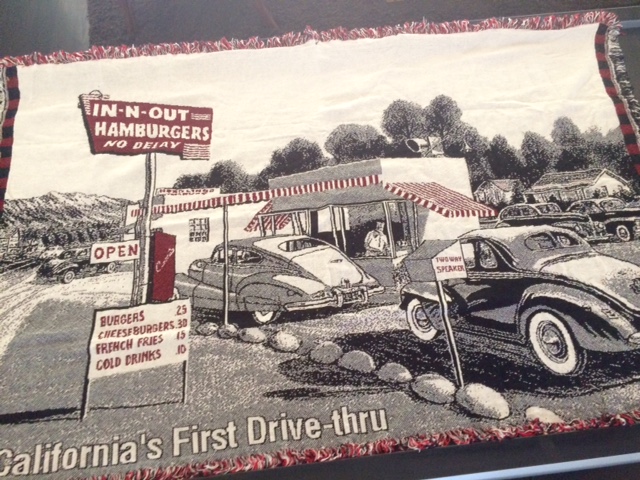 IN-N-OUT
HAMBURGERS
NO DELAY
OPEN
TWO-WAY
SPEAKER
BURGERS .25
CHEESEBURGERS .30
FRENCH FRIES .15
COLD DRINKS .10
California's First Drive-thru